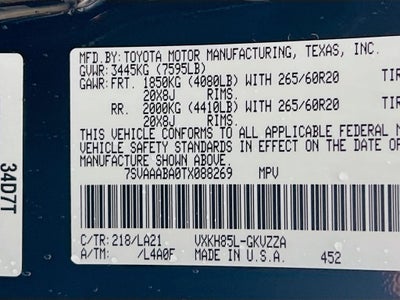 MFD.BY:TOYOTA MOTOR MANUFACTURING, TEXAS, INC.
GVWR: 3445KG (7595LB)
GAWR: FRT. 1850KG (4080LB) WITH 265/60R20 TIR
20X8J RIMS.
RR. 2000KG (4410LB) WITH 265/60R20 TIR
20X8J RIMS.
THIS VEHICLE CONFORMS TO ALL APPLICABLE FEDERAL M
VEHICLE SAFETY STANDARDS IN EFFECT ON THE DATE O
MANUFACTURE SHOWN ABOVE.
7SVAAABA0TX088269 MPV
C/TR: 218/LA21 VXKH85L-GKVZZA
A/TM: /L4A0F MADE IN U.S.A. 452
34D7T